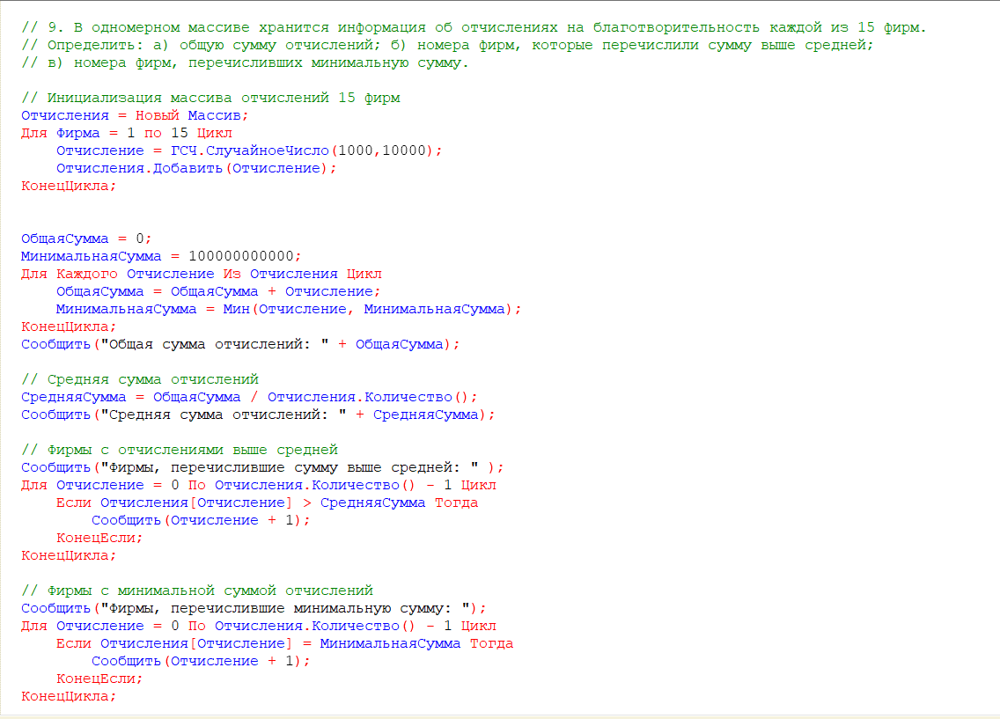 // 9. В одномерном массиве хранится информация об отчислениях на благотворительность каждой из 15 фирм.
// Определить: а) общую сумму отчислений; б) номера фирм, которые перечислили сумму выше средней;
// в) номера фирм, перечисливших минимальную сумму.
// Инициализация массива отчислений 15 фирм
Отчисления = Новый Массив;
Для Фирма = 1 по 15 Цикл
    Отчисление = ГСЧ.СлучайноеЧисло(1000,10000);
    Отчисления.Добавить(Отчисление);
КонецЦикла;
ОбщаяСумма = 0;
МинимальнаяСумма = 100000000000;
Для Каждого Отчисление Из Отчисления Цикл
    ОбщаяСумма = ОбщаяСумма + Отчисление;
    МинимальнаяСумма = Мин(Отчисление, МинимальнаяСумма);
КонецЦикла;
Сообщить("Общая сумма отчислений: " + ОбщаяСумма);
// Средняя сумма отчислений
СредняяСумма = ОбщаяСумма / Отчисления.Количество();
Сообщить("Средняя сумма отчислений: " + СредняяСумма);
// Фирмы с отчислениями выше средней
Сообщить("Фирмы, перечислившие сумму выше средней: " );
Для Отчисление = 0 По Отчисления.Количество() - 1 Цикл
    Если Отчисления[Отчисление] > СредняяСумма Тогда
        Сообщить(Отчисление + 1);
    КонецЕсли;
КонецЦикла;
// Фирмы с минимальной суммой отчислений
Сообщить("Фирмы, перечислившие минимальную сумму: ");
Для Отчисление = 0 По Отчисления.Количество() - 1 Цикл
    Если Отчисления[Отчисление] = МинимальнаяСумма Тогда
        Сообщить(Отчисление + 1);
    КонецЕсли;
КонецЦикла;